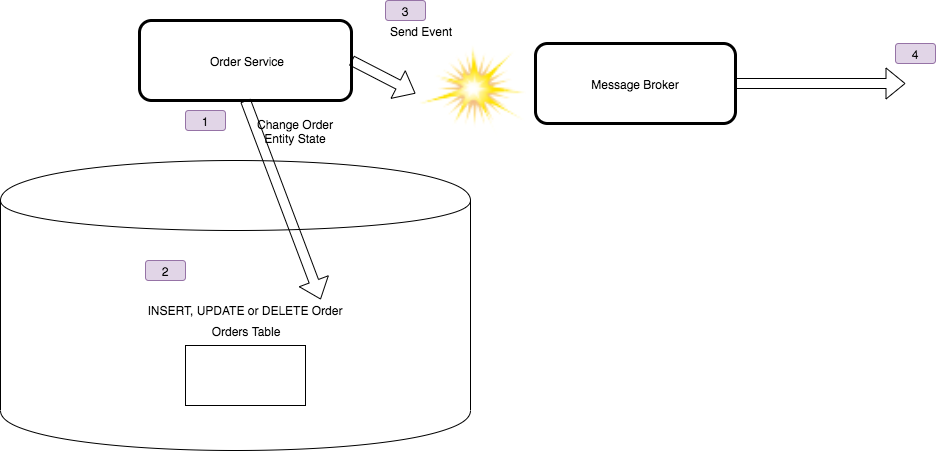 3
Send Event
Order Service
4
Message Broker
1
Change Order
Entity State
2
INSERT, UPDATE or DELETE Order
Orders Table